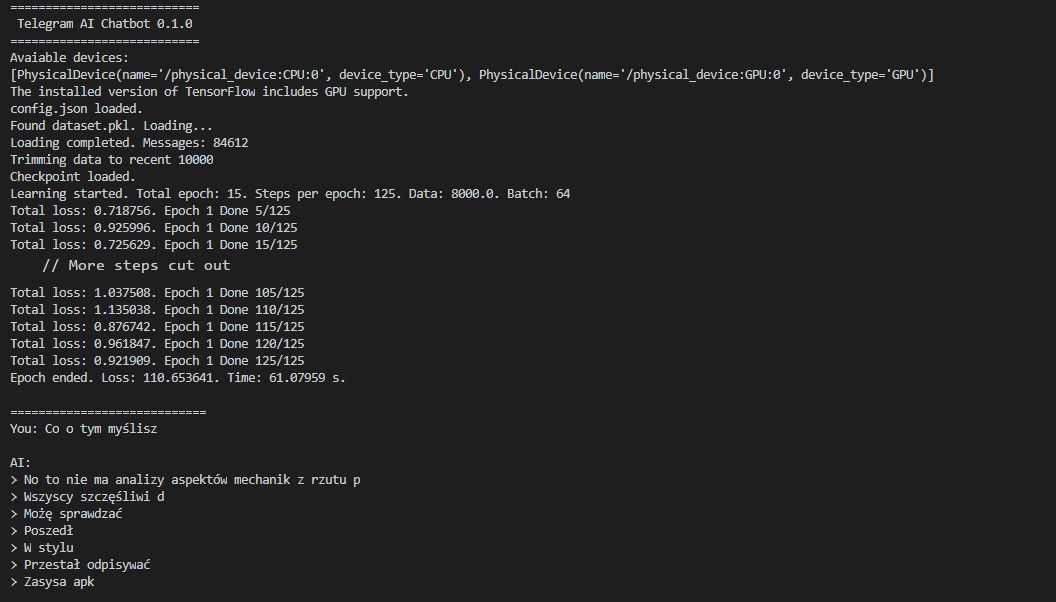 ===========================
Telegram AI Chatbot 0.1.0
===========================
Avaiable devices:
[PhysicalDevice(name='/physical_device:CPU:0', device_type='CPU'), PhysicalDevice(name='/physical_device:GPU:0', device_type='GPU')]
The installed version of TensorFlow includes GPU support.
config.json loaded.
Found dataset.pkl. Loading...
Loading completed. Messages: 84612
Trimming data to recent 10000
Checkpoint loaded.
Learning started. Total epoch: 15. Steps per epoch: 125. Data: 8000.0. Batch: 64
Total loss: 0.718756. Epoch 1 Done 5/125
Total loss: 0.925996. Epoch 1 Done 10/125
Total loss: 0.725629. Epoch 1 Done 15/125
// More steps cut out
Total loss: 1.037508. Epoch 1 Done 105/125
Total loss: 1.135038. Epoch 1 Done 110/125
Total loss: 0.876742. Epoch 1 Done 115/125
Total loss: 0.961847. Epoch 1 Done 120/125
Total loss: 0.921909. Epoch 1 Done 125/125
Epoch ended. Loss: 110.653641. Time: 61.07959 s.
============================
You: Co o tym myślisz
AI:
> No to nie ma analizy aspektów mechanik z rzutu p
> Wszyscy szczęśliwi d
> Możę sprawdzać
> Poszedł
> W stylu
> Przestał odpisywać
> Zasysa apk